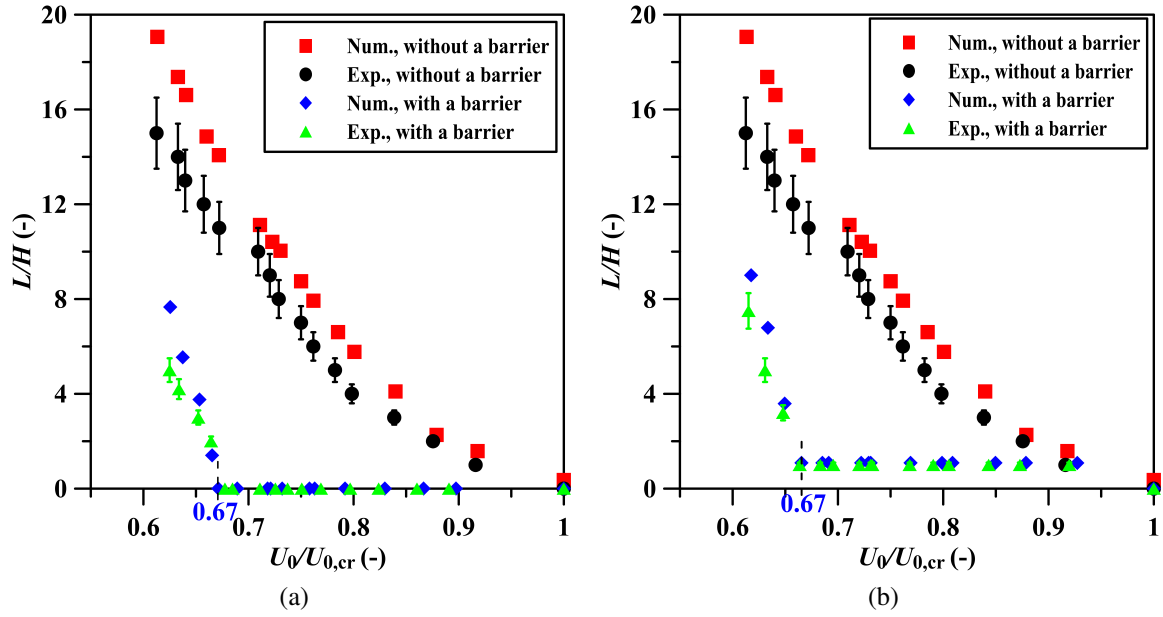 20
16
12
8
4
0
L/H (-)
Num., without a barrier
Exp., without a barrier
Num., with a barrier
Exp., with a barrier
0.67
0.6 0.7 0.8 0.9 1
U0/U0,cr (-)
(a)
20
16
12
8
4
0
L/H (-)
Num., without a barrier
Exp., without a barrier
Num., with a barrier
Exp., with a barrier
0.67
0.6 0.7 0.8 0.9 1
U0/U0,cr (-)
(b)